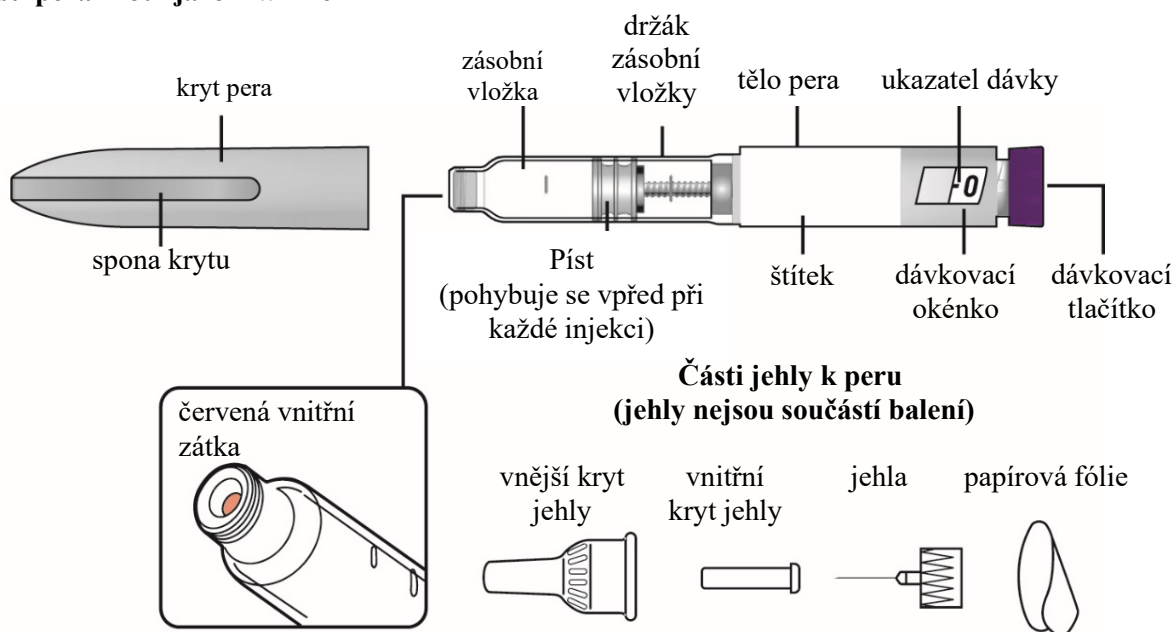 kryt pera
zásobní
vložka
držák
zásobní
vložky
tělo pera
ukazatel dávky
0
spona krytu
Píst
(pohybuje se vpřed při
každé injekci)
štítek
dávkovací
okénko
dávkovací
tlačítko
Části jehly k peru
(jehly nejsou součástí balení)
červená vnitřní
zátka
vnější kryt
jehly
vnitřní
kryt jehly
jehla
papírová fólie